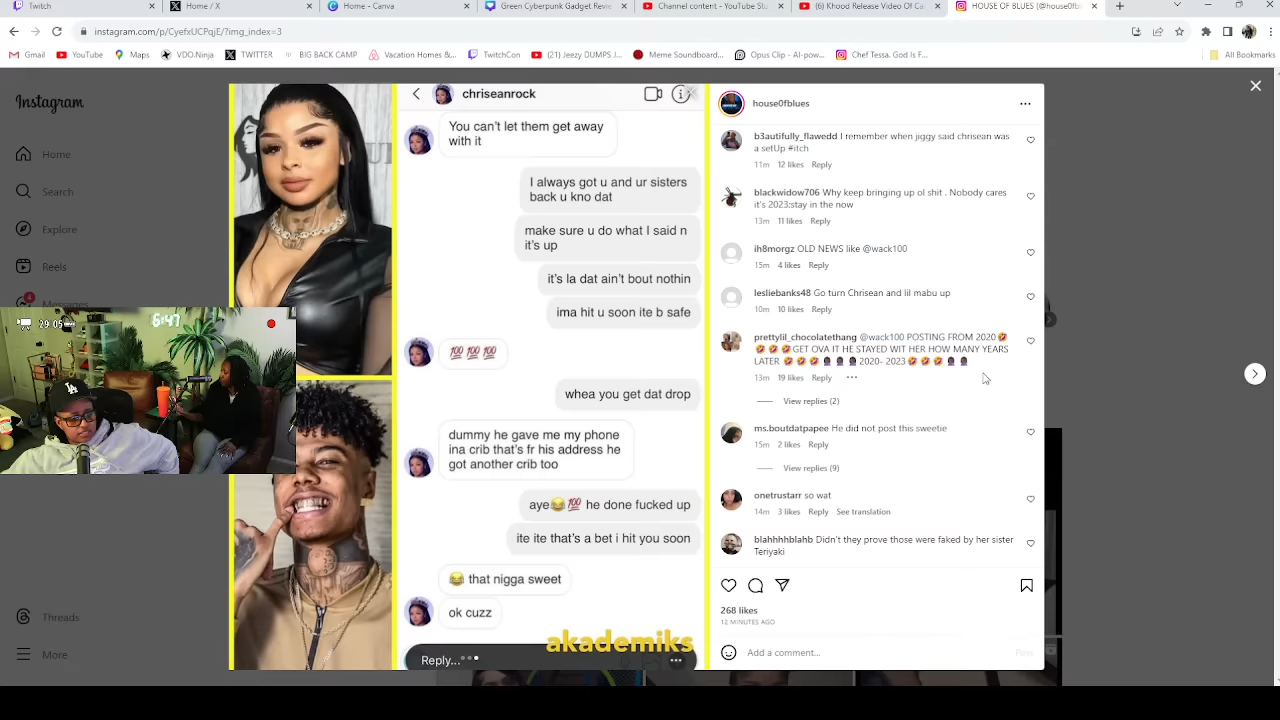 Twitch
Home / X
Home - Canva
Green Cyberpunk Gadget Revie
Channel content - YouTube Stu
(6) Khool Release Video Of Ca
HOUSE OF BLUES (@house0fb
instagram.com/p/CyefxUCPqjE/?img_index=3
Gmail
YouTube
Maps
VDO.Ninja
TWITTER
BIG BACK CAMP
Vacation Homes &...
TwitchCon
(21) Jeezy DUMPS J...
Meme Soundboard...
Opus Clip - AI-pow...
Chef Tessa. God Is F...
All Bookmarks
Instagram
Home
Search
Explore
Reels
4
Messages
Threads
More
chriseanrock
You can't let them get away
with it
I always got u and ur sisters
back u kno dat
make sure u do what I said n
it's up
it's la dat ain't bout nothin
ima hit u soon ite b safe
💯 💯 💯
whea you get dat drop
dummy he gave me my phone
ina crib that's fr his address he
got another crib too
aye😂 💯 he done fucked up
ite ite that's a bet i hit you soon
😂 that nigga sweet
ok cuzz
akademiks
Reply...
house0fblues
b3autifully_flawedd I remember when jiggy said chrisean was
a setUp #itch
11m 12 likes Reply
blackwidow706 Why keep bringing up ol shit . Nobody cares
it's 2023;stay in the now
13m 11 likes Reply
ih8morgz OLD NEWS like @wack100
15m 4 likes Reply
lesliebanks48 Go turn Chrisean and lil mabu up
10m 10 likes Reply
prettylil_chocolatethang @wack100 POSTING FROM 2020🤣
🤣 🤣 🤣GET OVA IT HE STAYED WIT HER HOW MANY YEARS
LATER 🤣 🤣 🤣 2020- 2023🤣 🤣 🤣
13m 19 likes Reply
View replies (2)
ms.boutdatpapee He did not post this sweetie
15m 2 likes Reply
View replies (9)
onetrustarr so wat
14m 3 likes Reply See translation
blahhhhblahb Didn't they prove those were faked by her sister
Teriyaki
268 likes
12 MINUTES AGO
Add a comment...
Post